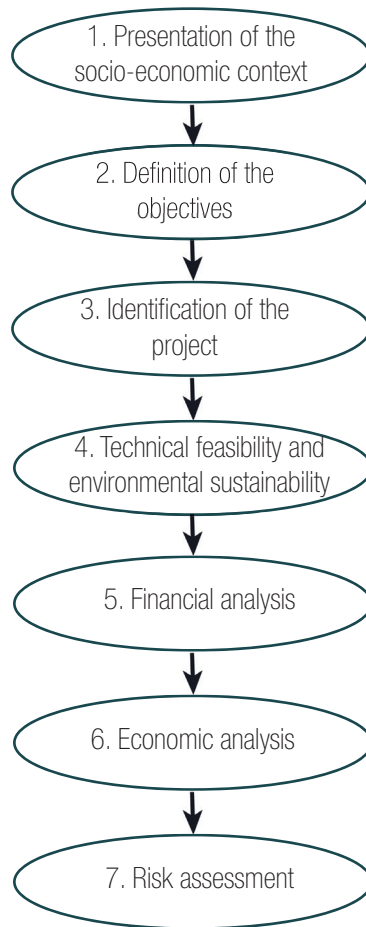 1. Presentation of the
socio-economic context
2. Definition of the
objectives
3. Identification of the
project
4. Technical feasibility and
environmental sustainability
5. Financial analysis
6. Economic analysis
7. Risk assessment